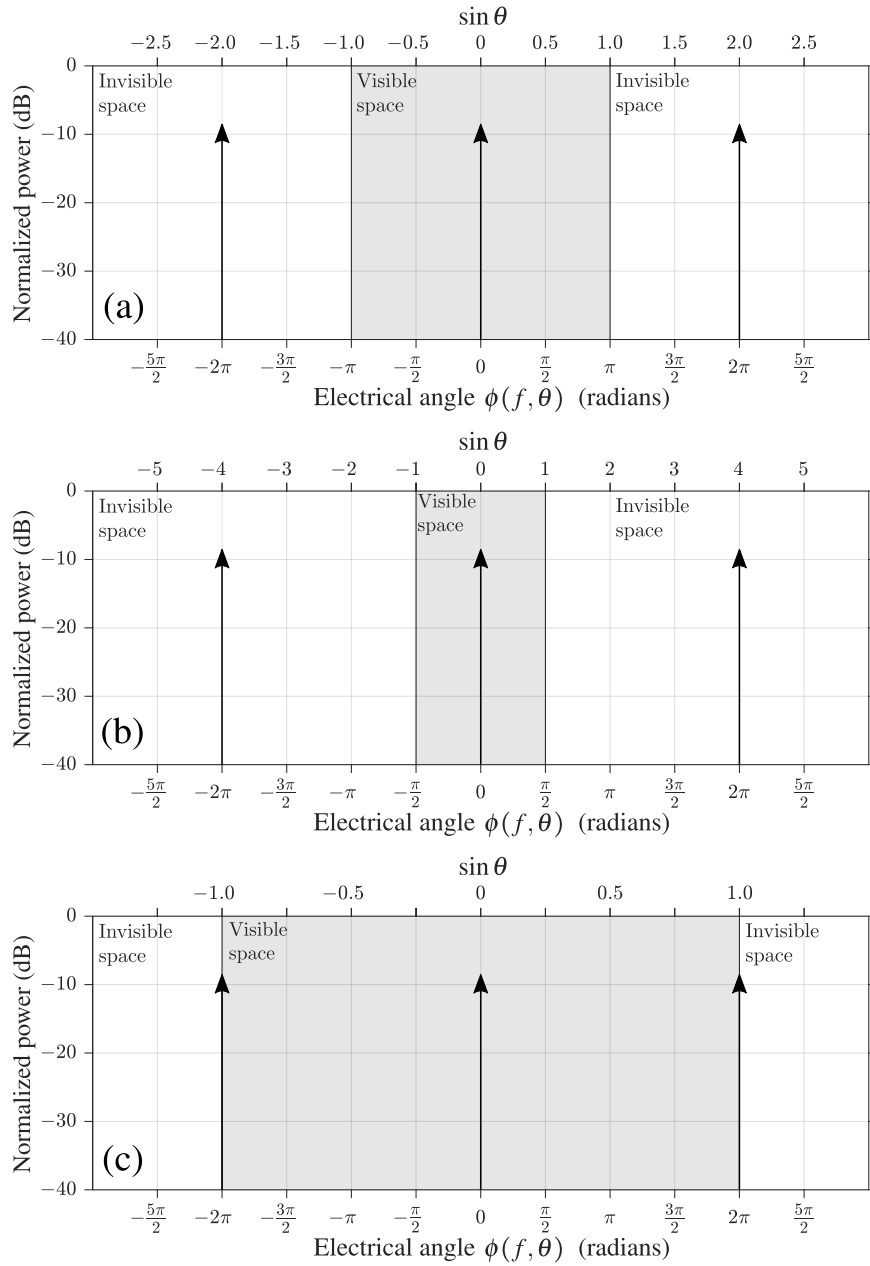 sin θ
−2.5 −2.0 −1.5 −1.0 −0.5 0 0.5 1.0 1.5 2.0 2.5
0
Invisible space
Visible space
Invisible space
−10
−20
−30
−40
Normalized power (dB)
(a)
−5π/2 −2π −3π/2 −π −π/2 0 π/2 π 3π/2 2π 5π/2
Electrical angle ϕ(f, θ) (radians)
sin θ
−5 −4 −3 −2 −1 0 1 2 3 4 5
0
Invisible space
Visible space
Invisible space
−10
−20
−30
−40
Normalized power (dB)
(b)
−5π/2 −2π −3π/2 −π −π/2 0 π/2 π 3π/2 2π 5π/2
Electrical angle ϕ(f, θ) (radians)
sin θ
−1.0 −0.5 0 0.5 1.0
0
Invisible space
Visible space
Invisible space
−10
−20
−30
−40
Normalized power (dB)
(c)
−5π/2 −2π −3π/2 −π −π/2 0 π/2 π 3π/2 2π 5π/2
Electrical angle ϕ(f, θ) (radians)